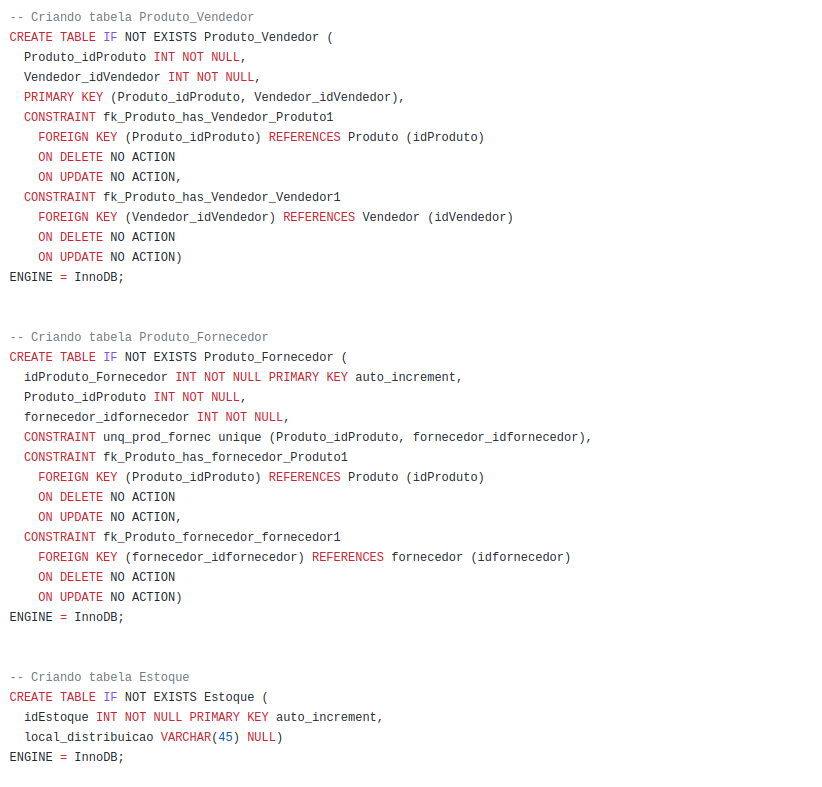 -- Criando tabela Produto_Vendedor
CREATE TABLE IF NOT EXISTS Produto_Vendedor (
  Produto_idProduto INT NOT NULL,
  Vendedor_idVendedor INT NOT NULL,
  PRIMARY KEY (Produto_idProduto, Vendedor_idVendedor),
  CONSTRAINT fk_Produto_has_Vendedor_Produto1
    FOREIGN KEY (Produto_idProduto) REFERENCES Produto (idProduto)
    ON DELETE NO ACTION
    ON UPDATE NO ACTION,
  CONSTRAINT fk_Produto_has_Vendedor_Vendedor1
    FOREIGN KEY (Vendedor_idVendedor) REFERENCES Vendedor (idVendedor)
    ON DELETE NO ACTION
    ON UPDATE NO ACTION)
ENGINE = InnoDB;
-- Criando tabela Produto_Fornecedor
CREATE TABLE IF NOT EXISTS Produto_Fornecedor (
  idProduto_Fornecedor INT NOT NULL PRIMARY KEY auto_increment,
  Produto_idProduto INT NOT NULL,
  fornecedor_idfornecedor INT NOT NULL,
  CONSTRAINT unq_prod_fornec unique (Produto_idProduto, fornecedor_idfornecedor),
  CONSTRAINT fk_Produto_has_fornecedor_Produto1
    FOREIGN KEY (Produto_idProduto) REFERENCES Produto (idProduto)
    ON DELETE NO ACTION
    ON UPDATE NO ACTION,
  CONSTRAINT fk_Produto_fornecedor_fornecedor1
    FOREIGN KEY (fornecedor_idfornecedor) REFERENCES fornecedor (idfornecedor)
    ON DELETE NO ACTION
    ON UPDATE NO ACTION)
ENGINE = InnoDB;
-- Criando tabela Estoque
CREATE TABLE IF NOT EXISTS Estoque (
  idEstoque INT NOT NULL PRIMARY KEY auto_increment,
  local_distribuicao VARCHAR(45) NULL)
ENGINE = InnoDB;